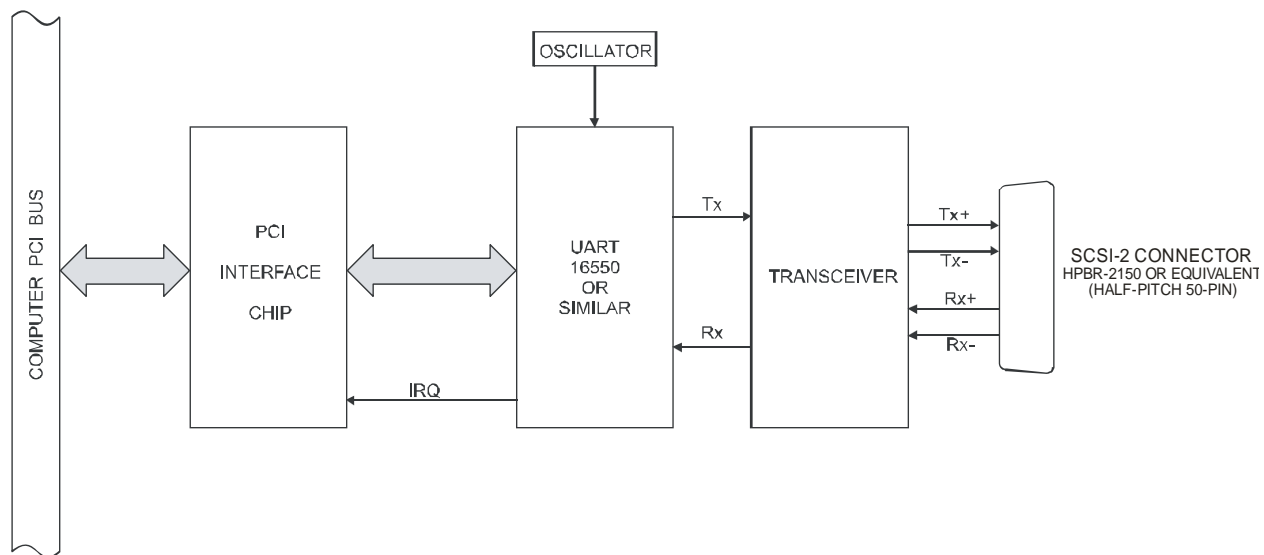 OSCILLATOR
COMPUTER PCI BUS
PCI
INTERFACE
CHIP
UART
16550
OR
SIMILAR
IRQ
Tx
Rx
TRANSCEIVER
Tx+
Tx-
Rx+
Rx-
SCSI-2 CONNECTOR
HPBR-2150 OR EQUIVALENT
(HALF-PITCH 50-PIN)